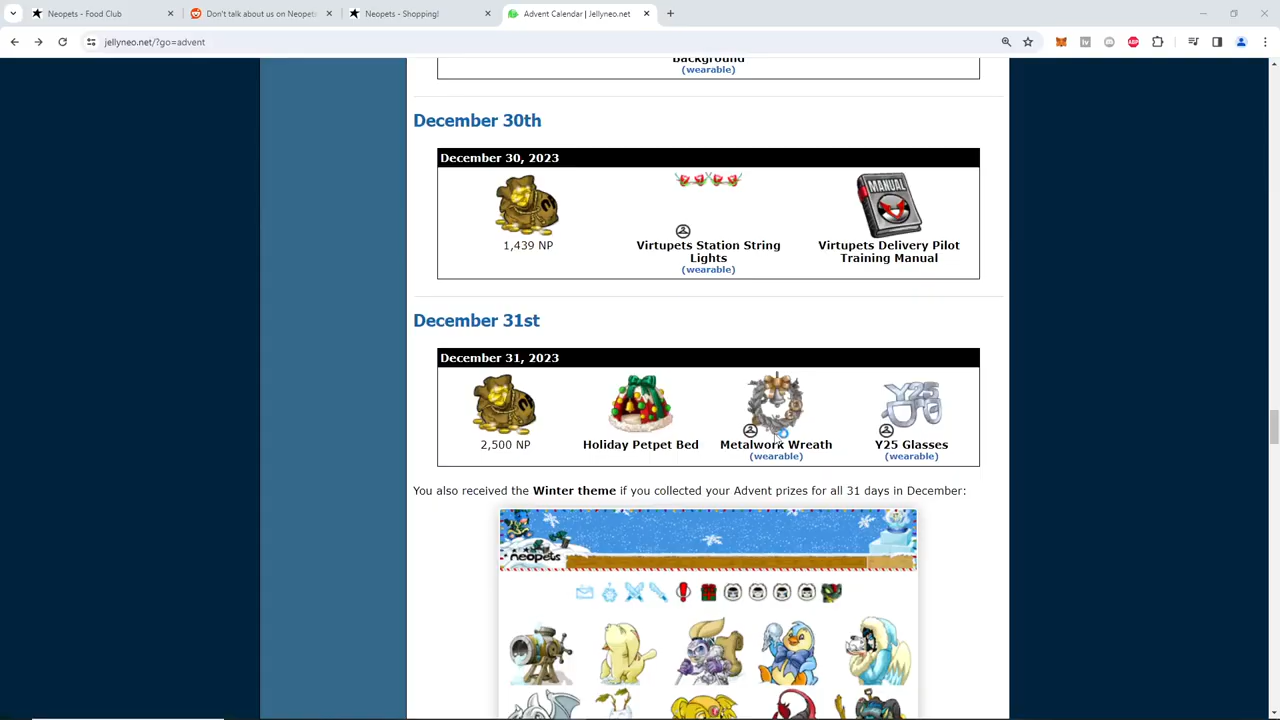 Neopets - Food Club
Don't talk about us on Neopets
Neopets - Shopping!
Advent Calendar | Jellyneo.net
jellyneo.net/?go=advent
ABP
Background
(wearable)
December 30th
December 30, 2023
MANUAL
1,439 NP
Virtupets Station String
Lights
(wearable)
Virtupets Delivery Pilot
Training Manual
December 31st
December 31, 2023
Y25
2,500 NP
Holiday Petpet Bed
Metalwork Wreath
(wearable)
Y25 Glasses
(wearable)
You also received the Winter theme if you collected your Advent prizes for all 31 days in December:
neopets